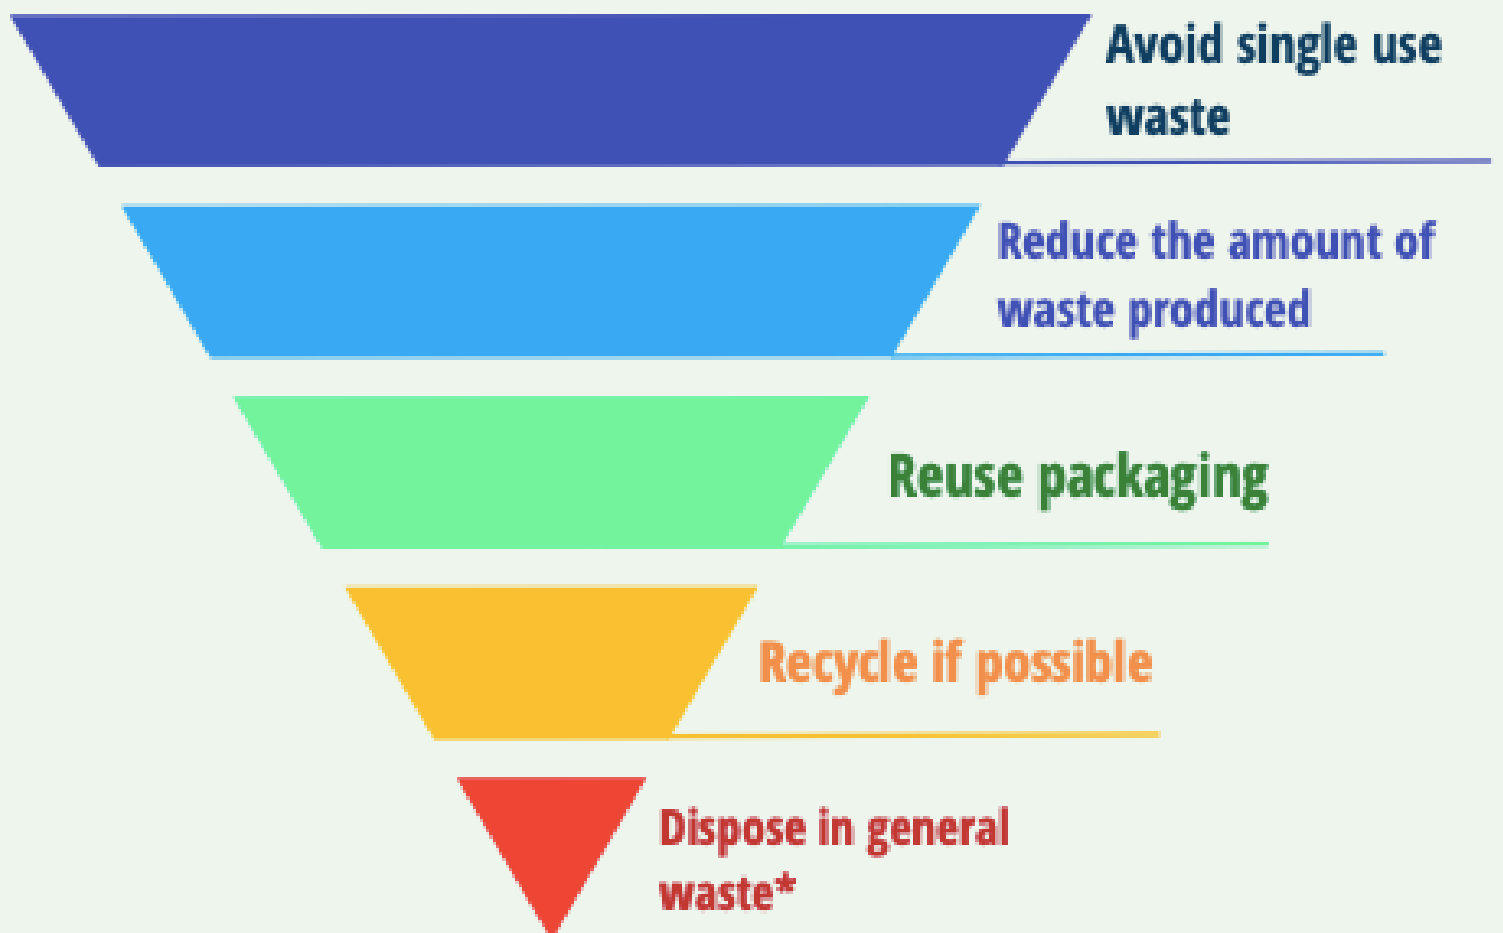 Avoid single use
waste
Reduce the amount of
waste produced
Reuse packaging
Recycle if possible
Dispose in general
waste*